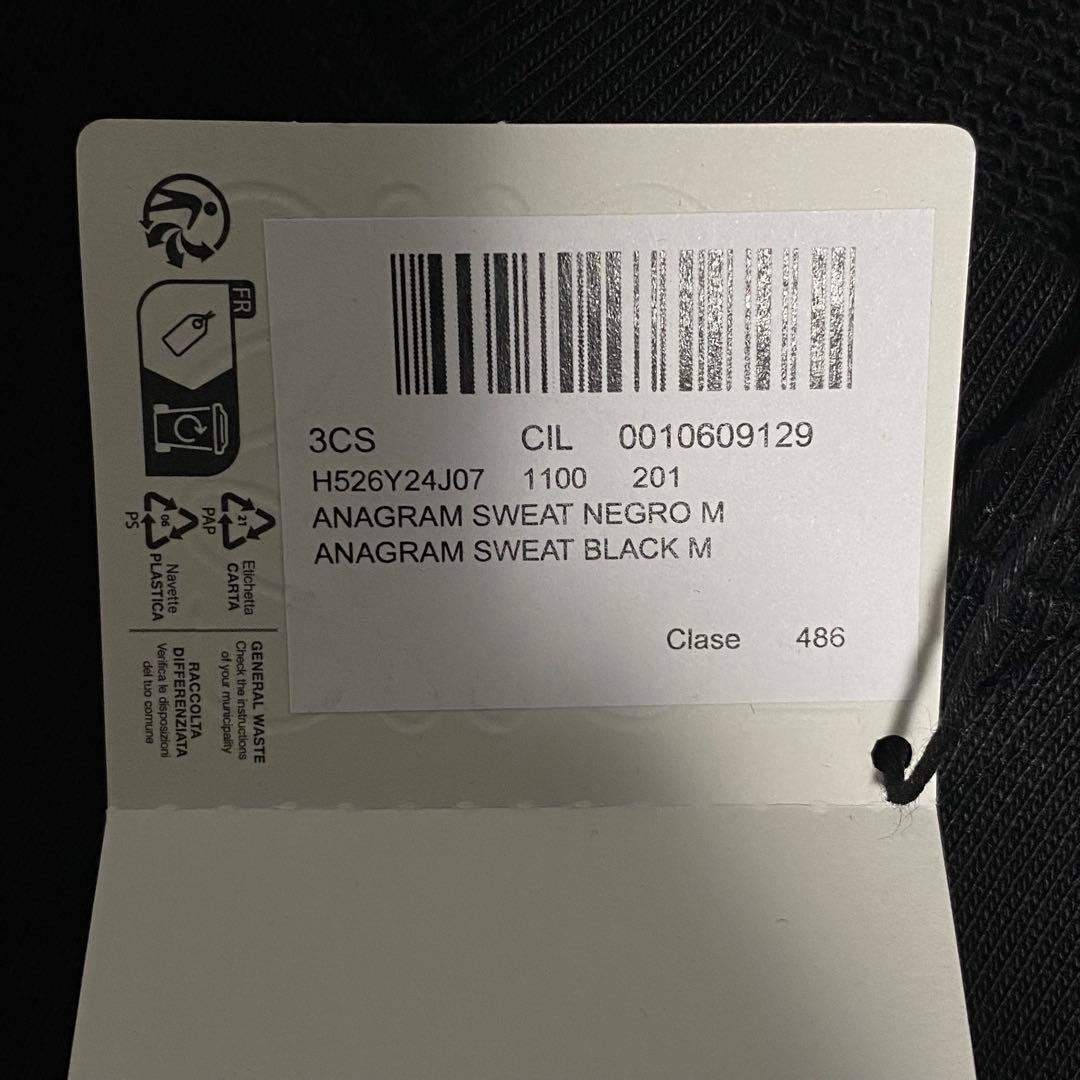 3CS CIL 0010609129
H526Y24J07 1100 201
ANAGRAM SWEAT NEGRO M
ANAGRAM SWEAT BLACK M
Clase 486
FR
21
PAP
Etichetta
CARTA
06
PS
Navette
PLASTICA
GENERAL WASTE
Check the instructions
of your municipality
RACCOLTA
DIFFERENZIATA
Verifica le disposizioni
del tuo comune